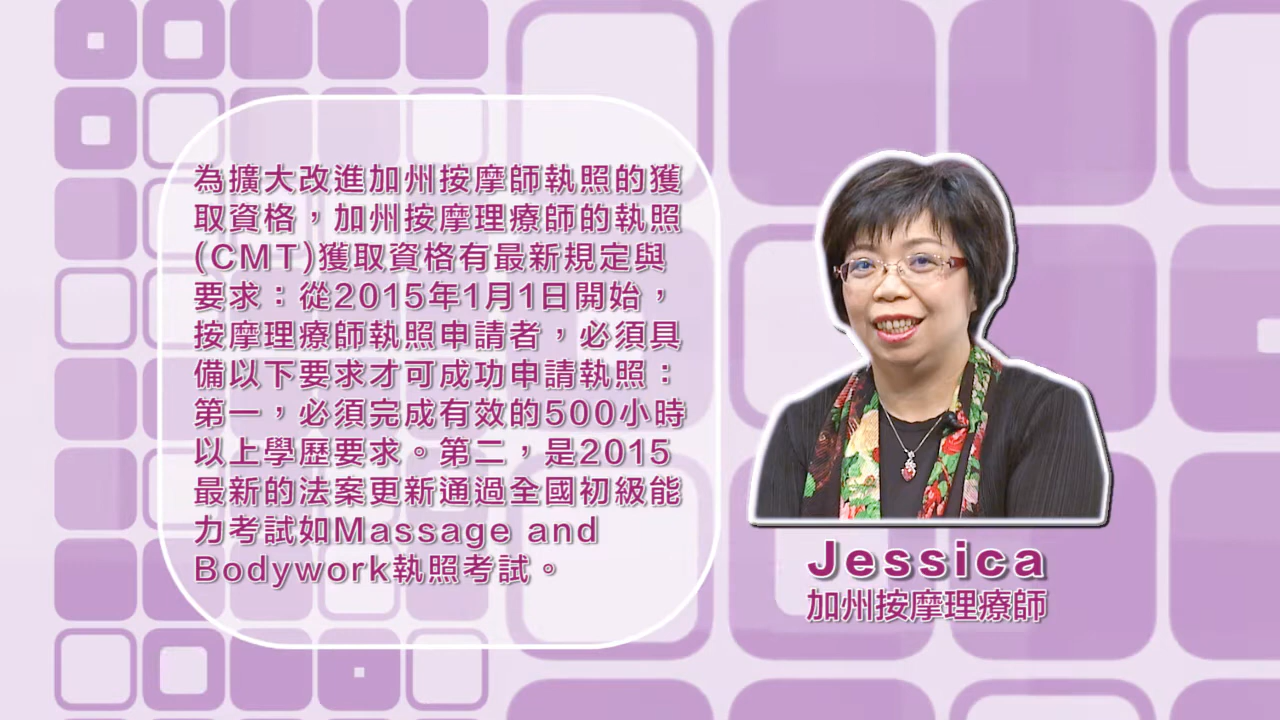 為擴大改進加州按摩師執照的獲
取資格，加州按摩理療師的執照
(CMT)獲取資格有最新規定與
要求：從2015年1月1日開始，
按摩理療師執照申請者，必須具
備以下要求才可成功申請執照：
第一，必須完成有效的500小時
以上學歷要求。第二，是2015
最新的法案更新通過全國初級能
力考試如Massage and
Bodywork執照考試。
Jessica
加州按摩理療師